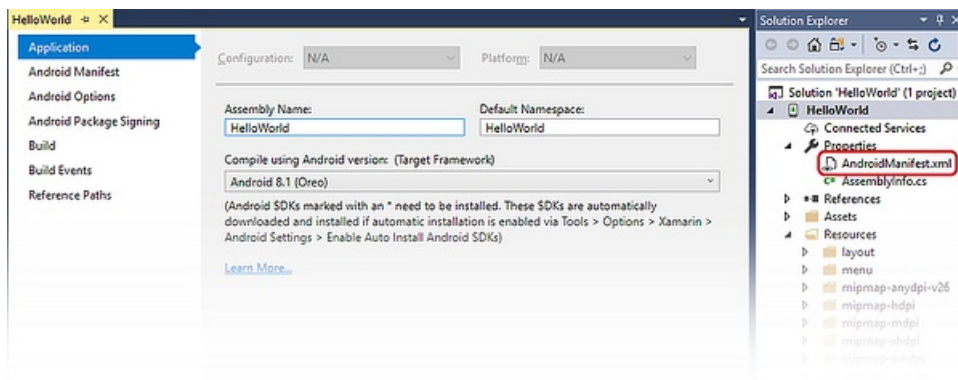 HelloWorld
Application
Android Manifest
Android Options
Android Package Signing
Build
Build Events
Reference Paths
Configuration: N/A
Platform: N/A
Assembly Name:
HelloWorld
Default Namespace:
HelloWorld
Compile using Android version: (Target Framework)
Android 8.1 (Oreo)
(Android SDKs marked with an * need to be installed. These SDKs are automatically
downloaded and installed if automatic installation is enabled via Tools > Options > Xamarin >
Android Settings > Enable Auto Install Android SDKs)
Learn More...
Solution Explorer
Search Solution Explorer (Ctrl+;)
Solution 'HelloWorld' (1 project)
HelloWorld
Connected Services
Properties
AndroidManifest.xml
AssemblyInfo.cs
References
Assets
Resources
layout
menu
mipmap-anydpi-v26
mipmap-hdpi
mipmap-mdpi
mipmap-xhdpi